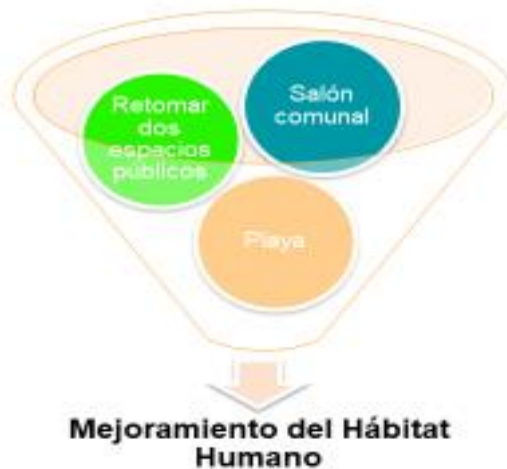 Retomar
dos
espacios
públicos
Salón
comunal
Playa
Mejoramiento del Hábitat
Humano